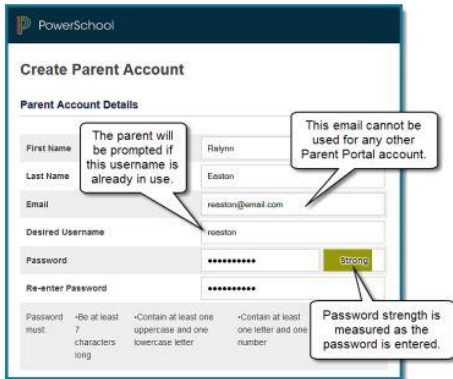 PowerSchool
Create Parent Account
Parent Account Details
The parent will
be prompted if
this username is
already in use.
This email cannot be
used for any other
Parent Portal account.
First Name
Ralynn
Last Name
Easton
Email
reaston@email.com
Desired Username
reaston
Password
••••••••••
Strong
Re-enter Password
••••••••••
Password strength is
measured as the
password is entered.
Password must:
•Be at least 7 characters long
•Contain at least one uppercase and one lowercase letter
•Contain at least one letter and one number